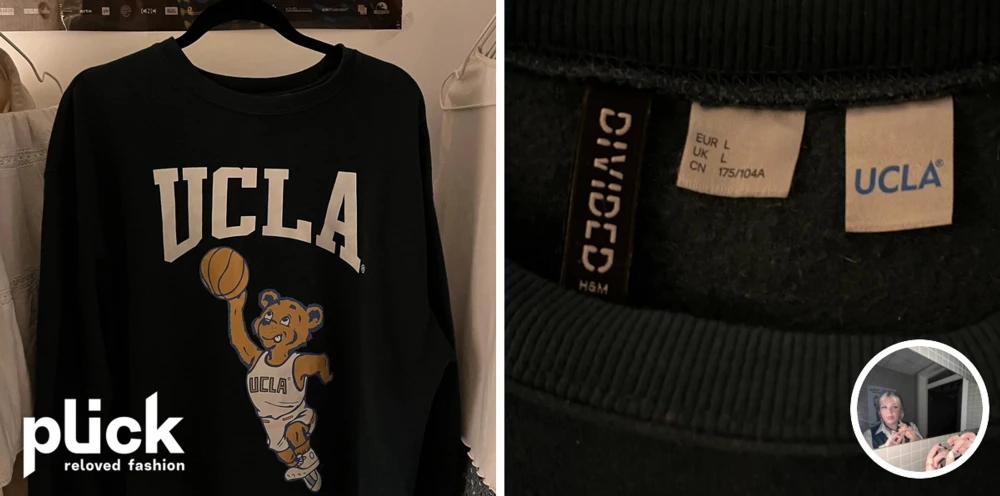 UCLA
®
UCLA
plick
reloved fashion
DIVIDED
H&M
EUR L
UK L
CN 175/104A
UCLA®